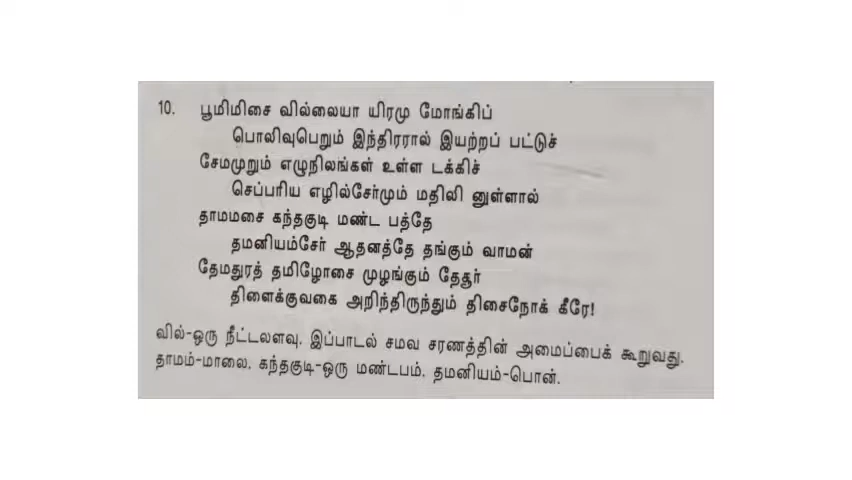 10. பூமிமிசை வில்லையா யிரமு மோங்கிப்
பொலிவுபெறும் இந்திரரால் இயற்றப் பட்டுச்
சேமமுறும் எழுநிலங்கள் உள்ள டக்கிச்
செப்பரிய எழில்சேர்மும் மதிலி னுள்ளால்
தாமமசை கந்தகுடி மண்ட பத்தே
தமனியம்சேர் ஆதனத்தே தங்கும் வாமன்
தேமதுரத் தமிழோசை முழங்கும் தேதூர்
திளைக்குவகை அறிந்திருந்தும் திசைநோக் கீரே!
வில்-ஒரு நீட்டலளவு. இப்பாடல் சமவ சரணத்தின் அமைப்பைக் கூறுவது.
தாமம்-மாலை, கந்தகுடி-ஒரு மண்டபம். தமனியம்-பொன்.